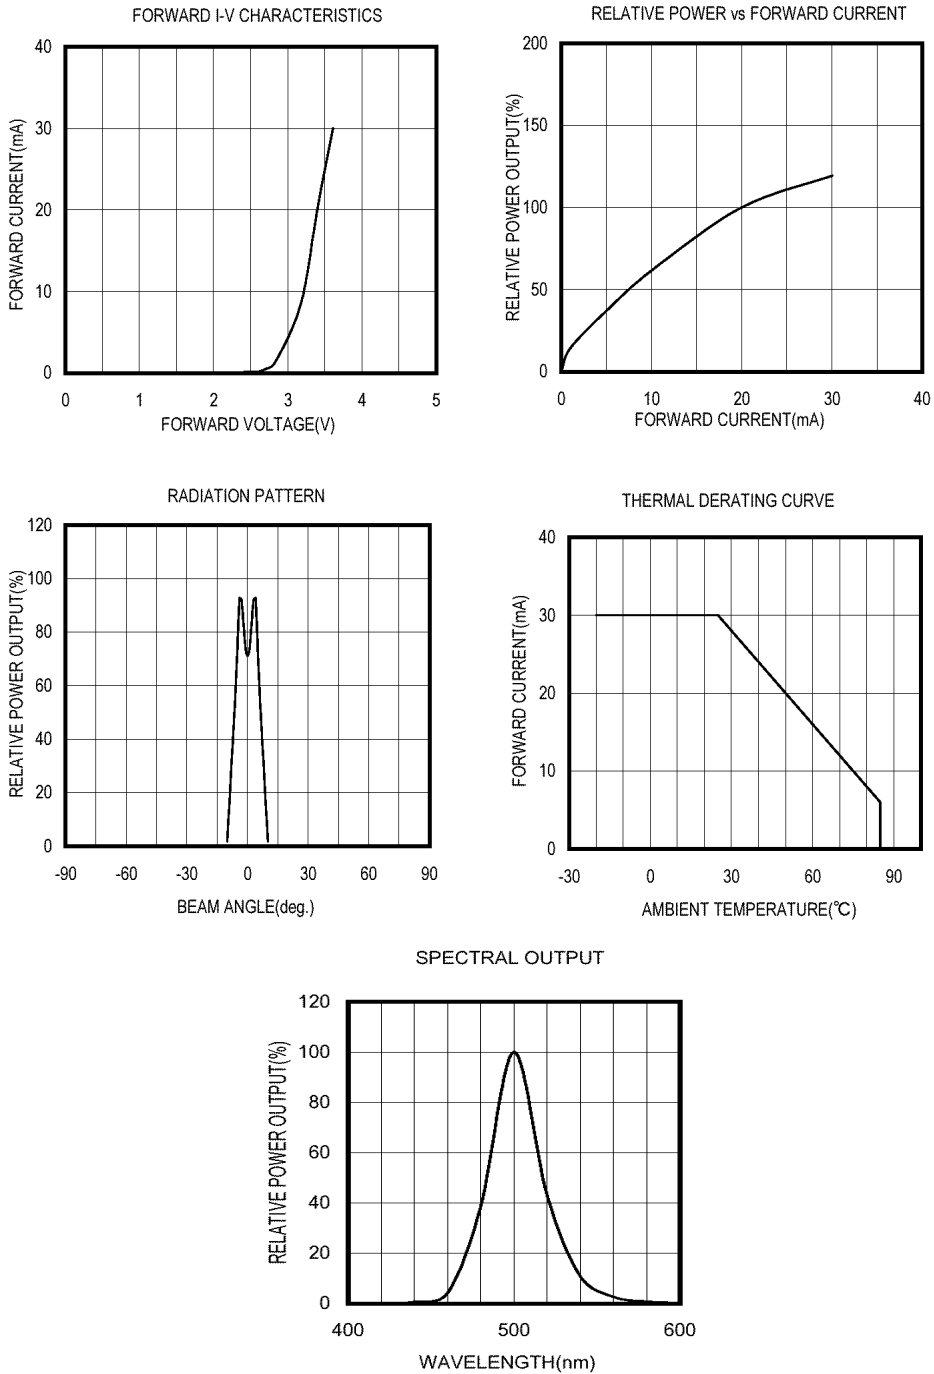 FORWARD I-V CHARACTERISTICS
FORWARD CURRENT(mA)
40
30
20
10
0
0 1 2 3 4 5
FORWARD VOLTAGE(V)
RELATIVE POWER vs FORWARD CURRENT
RELATIVE POWER OUTPUT(%)
200
150
100
50
0
0 10 20 30 40
FORWARD CURRENT(mA)
RADIATION PATTERN
RELATIVE POWER OUTPUT(%)
120
100
80
60
40
20
0
-90 -60 -30 0 30 60 90
BEAM ANGLE(deg.)
THERMAL DERATING CURVE
FORWARD CURRENT(mA)
40
30
20
10
0
-30 0 30 60 90
AMBIENT TEMPERATURE(℃)
SPECTRAL OUTPUT
RELATIVE POWER OUTPUT(%)
120
100
80
60
40
20
0
400 500 600
WAVELENGTH(nm)